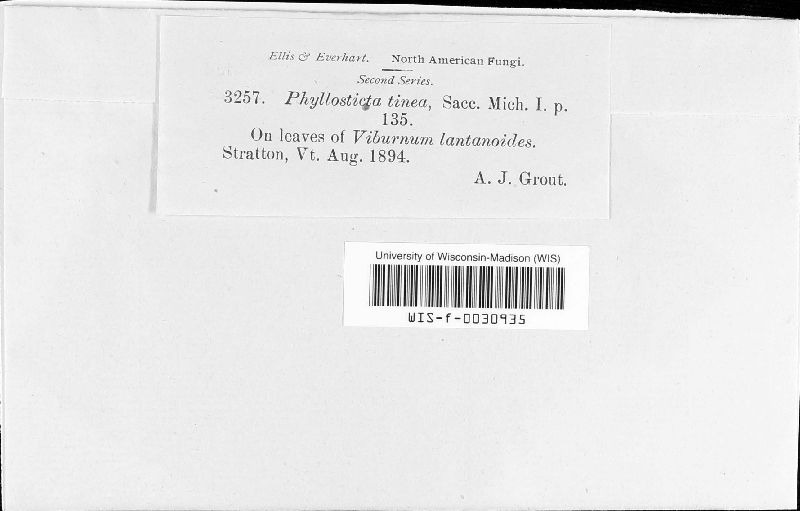 Ellis & Everhart. North American Fungi.
Second Series.
3257. Phyllosticta tinea, Sacc. Mich. I. p.
135.
On leaves of Viburnum lantanoides.
Stratton, Vt. Aug. 1894.
A. J. Grout.
University of Wisconsin-Madison (WIS)
WIS-f-0030935